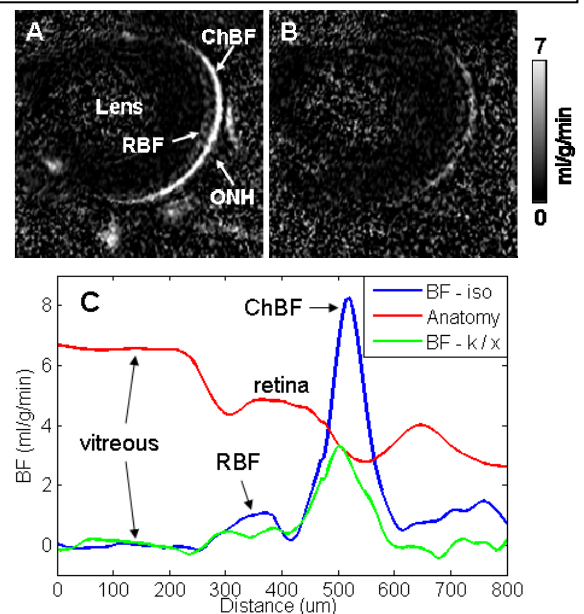 A
ChBF
Lens
RBF
ONH
B
7
ml/g/min
0
C
BF - iso
Anatomy
BF - k / x
ChBF
retina
vitreous
RBF
BF (ml/g/min)
8
6
4
2
0
0 100 200 300 400 500 600 700 800
Distance (um)